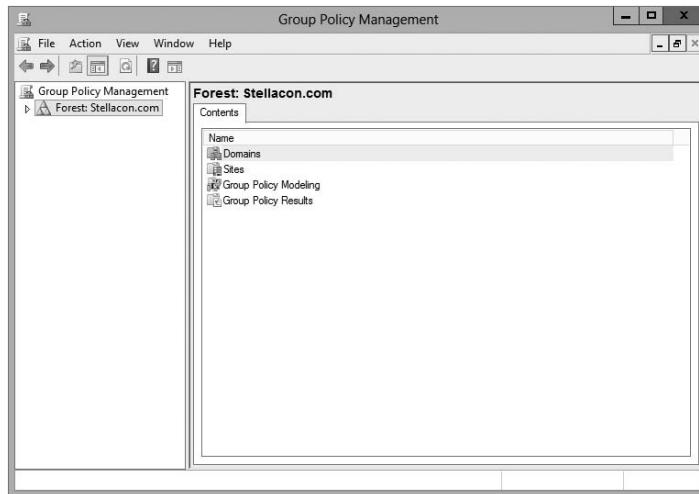 Group Policy Management
File Action View Window Help
Group Policy Management
Forest: Stellacon.com
Forest: Stellacon.com
Contents
Name
Domains
Sites
Group Policy Modeling
Group Policy Results